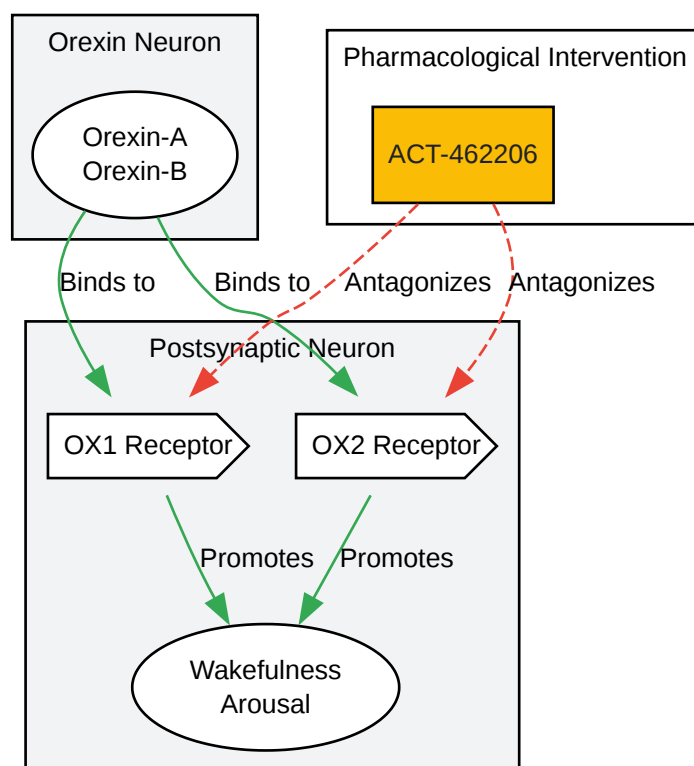 Orexin Neuron
Pharmacological Intervention
Orexin-A
Orexin-B
ACT-462206
Binds to
Binds to
Antagonizes
Antagonizes
Postsynaptic Neuron
OX1 Receptor
OX2 Receptor
Promotes
Promotes
Wakefulness
Arousal